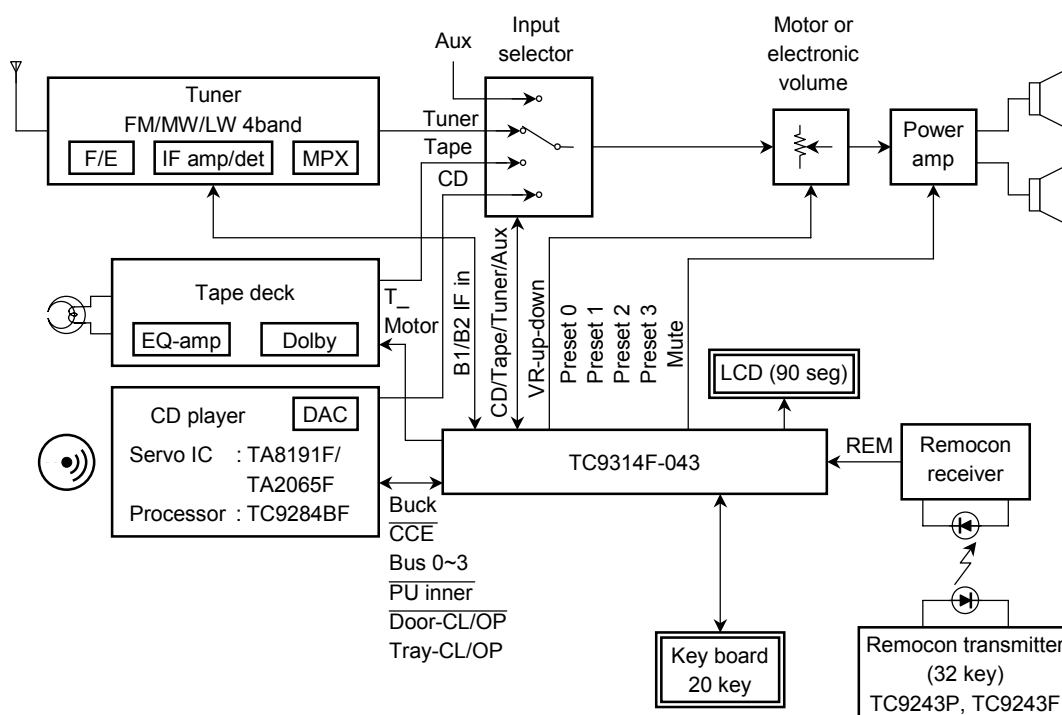 Aux
Input
selector
Motor or
electronic
volume
Tuner
FM/MW/LW 4band
F/E
IF amp/det
MPX
Tuner
Tape
CD
Power
amp
Tape deck
EQ-amp
Dolby
T_
Motor
B1/B2 IF in
CD/Tape/Tuner/Aux
VR-up-down
Preset 0
Preset 1
Preset 2
Preset 3
Mute
LCD (90 seg)
CD player
DAC
Servo IC : TA8191F/
TA2065F
Processor : TC9284BF
TC9314F-043
REM
Remocon
receiver
Buck
CCE
Bus 0~3
PU inner
Door-CL/OP
Tray-CL/OP
Key board
20 key
Remocon transmitter
(32 key)
TC9243P, TC9243F